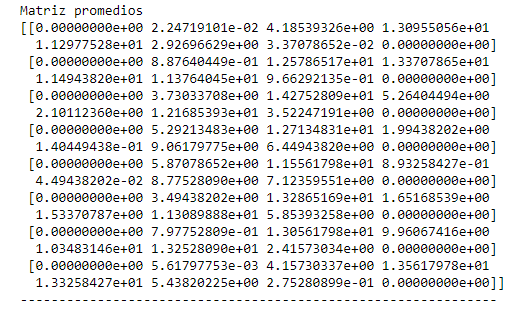 Matriz promedios
[[0.00000000e+00 2.24719101e-02 4.18539326e+00 1.30955056e+01
1.12977528e+01 2.92696629e+00 3.37078652e-02 0.00000000e+00]
[0.00000000e+00 8.87640449e-01 1.25786517e+01 1.33707865e+01
1.14943820e+01 1.13764045e+01 9.66292135e-01 0.00000000e+00]
[0.00000000e+00 3.73033708e+00 1.42752809e+01 5.26404494e+00
2.10112360e+00 1.21685393e+01 3.52247191e+00 0.00000000e+00]
[0.00000000e+00 5.29213483e+00 1.27134831e+01 1.99438202e+00
1.40449438e-01 9.06179775e+00 6.44943820e+00 0.00000000e+00]
[0.00000000e+00 5.87078652e+00 1.15561798e+01 8.93258427e-01
4.49438202e-02 8.77528090e+00 7.12359551e+00 0.00000000e+00]
[0.00000000e+00 3.49438202e+00 1.32865169e+01 1.65168539e+00
1.53370787e+00 1.13089888e+01 5.85393258e+00 0.00000000e+00]
[0.00000000e+00 7.97752809e-01 1.30561798e+01 9.96067416e+00
1.03483146e+01 1.32528090e+01 2.41573034e+00 0.00000000e+00]
[0.00000000e+00 5.61797753e-03 4.15730337e+00 1.35617978e+01
1.33258427e+01 5.43820225e+00 2.75280899e-01 0.00000000e+00]]
------------------------------------------------------------